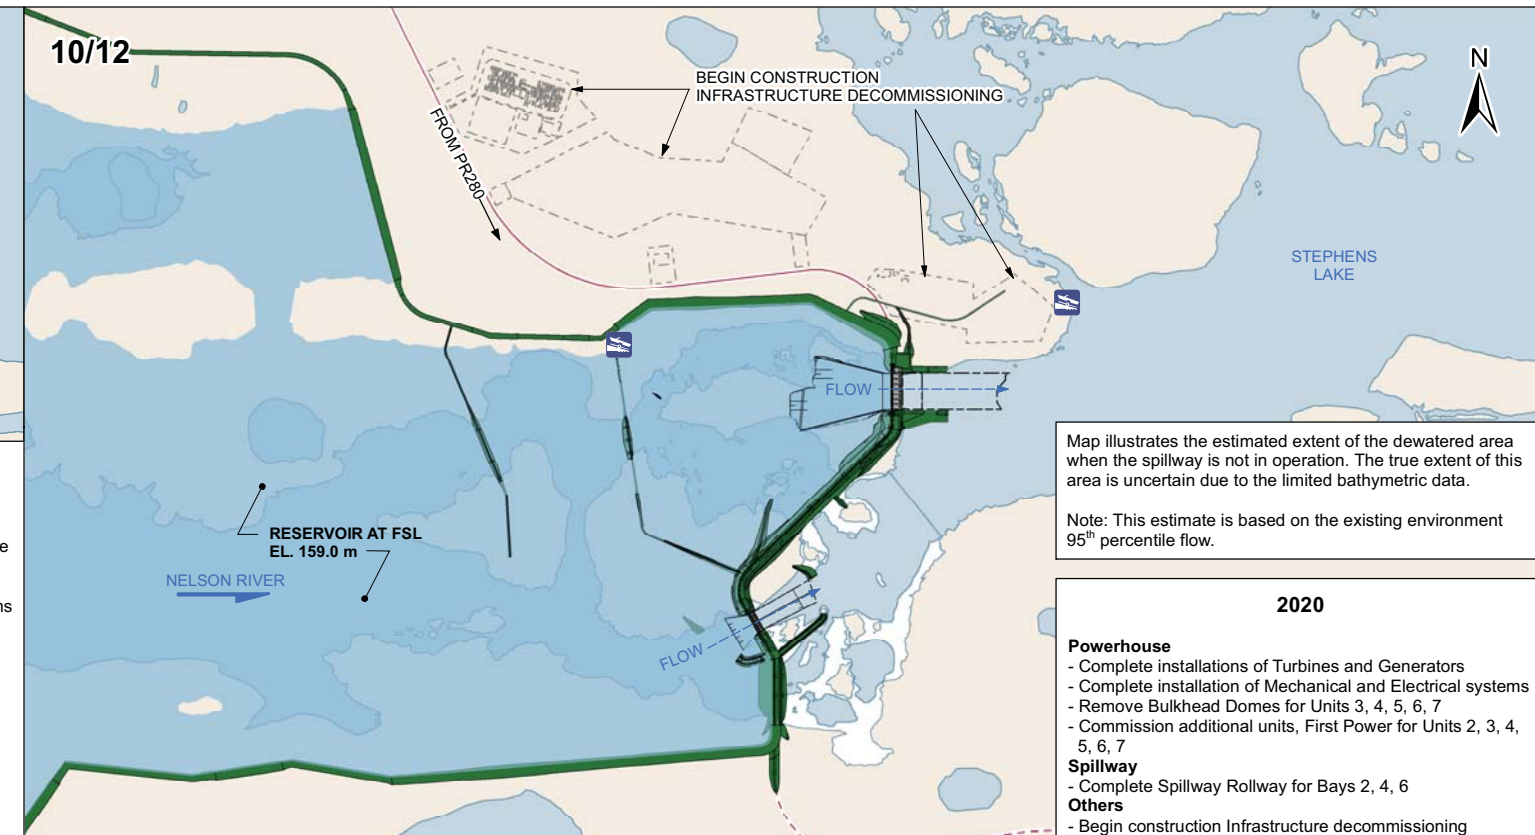 10/12
BEGIN CONSTRUCTION
INFRASTRUCTURE DECOMMISSIONING
N
FROM PR280
STEPHENS
LAKE
FLOW
RESERVOIR AT FSL
EL. 159.0 m
NELSON RIVER
FLOW
e
ns
Map illustrates the estimated extent of the dewatered area
when the spillway is not in operation. The true extent of this
area is uncertain due to the limited bathymetric data.
Note: This estimate is based on the existing environment
95th percentile flow.
2020
Powerhouse
- Complete installations of Turbines and Generators
- Complete installation of Mechanical and Electrical systems
- Remove Bulkhead Domes for Units 3, 4, 5, 6, 7
- Commission additional units, First Power for Units 2, 3, 4,
5, 6, 7
Spillway
- Complete Spillway Rollway for Bays 2, 4, 6
Others
- Begin construction Infrastructure decommissioning